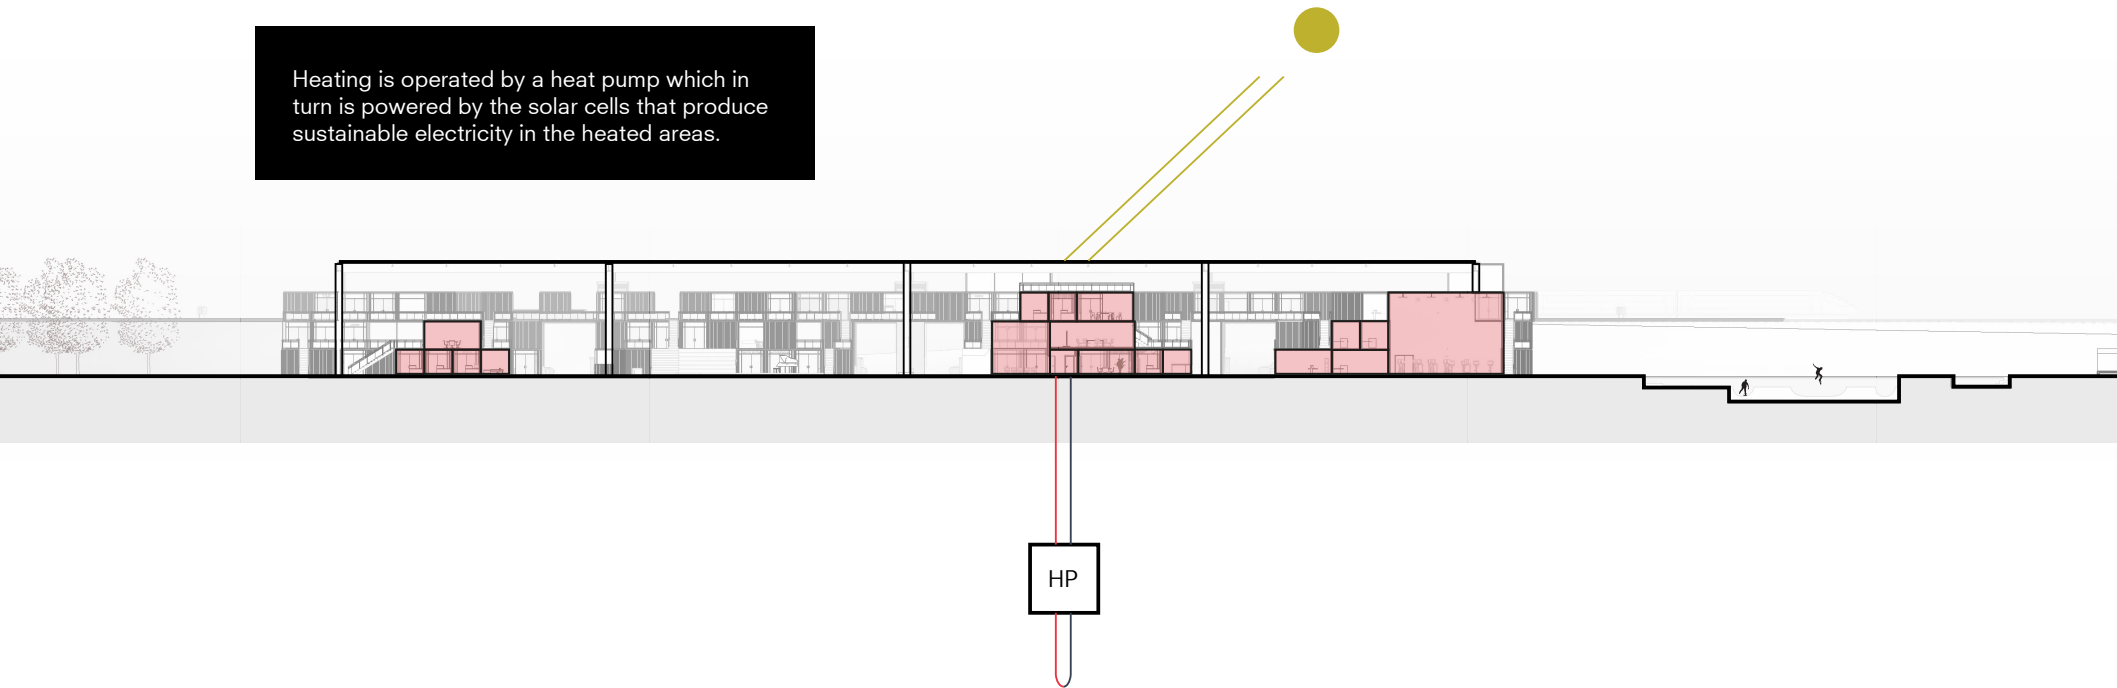 Heating is operated by a heat pump which in
turn is powered by the solar cells that produce
sustainable electricity in the heated areas.
HP